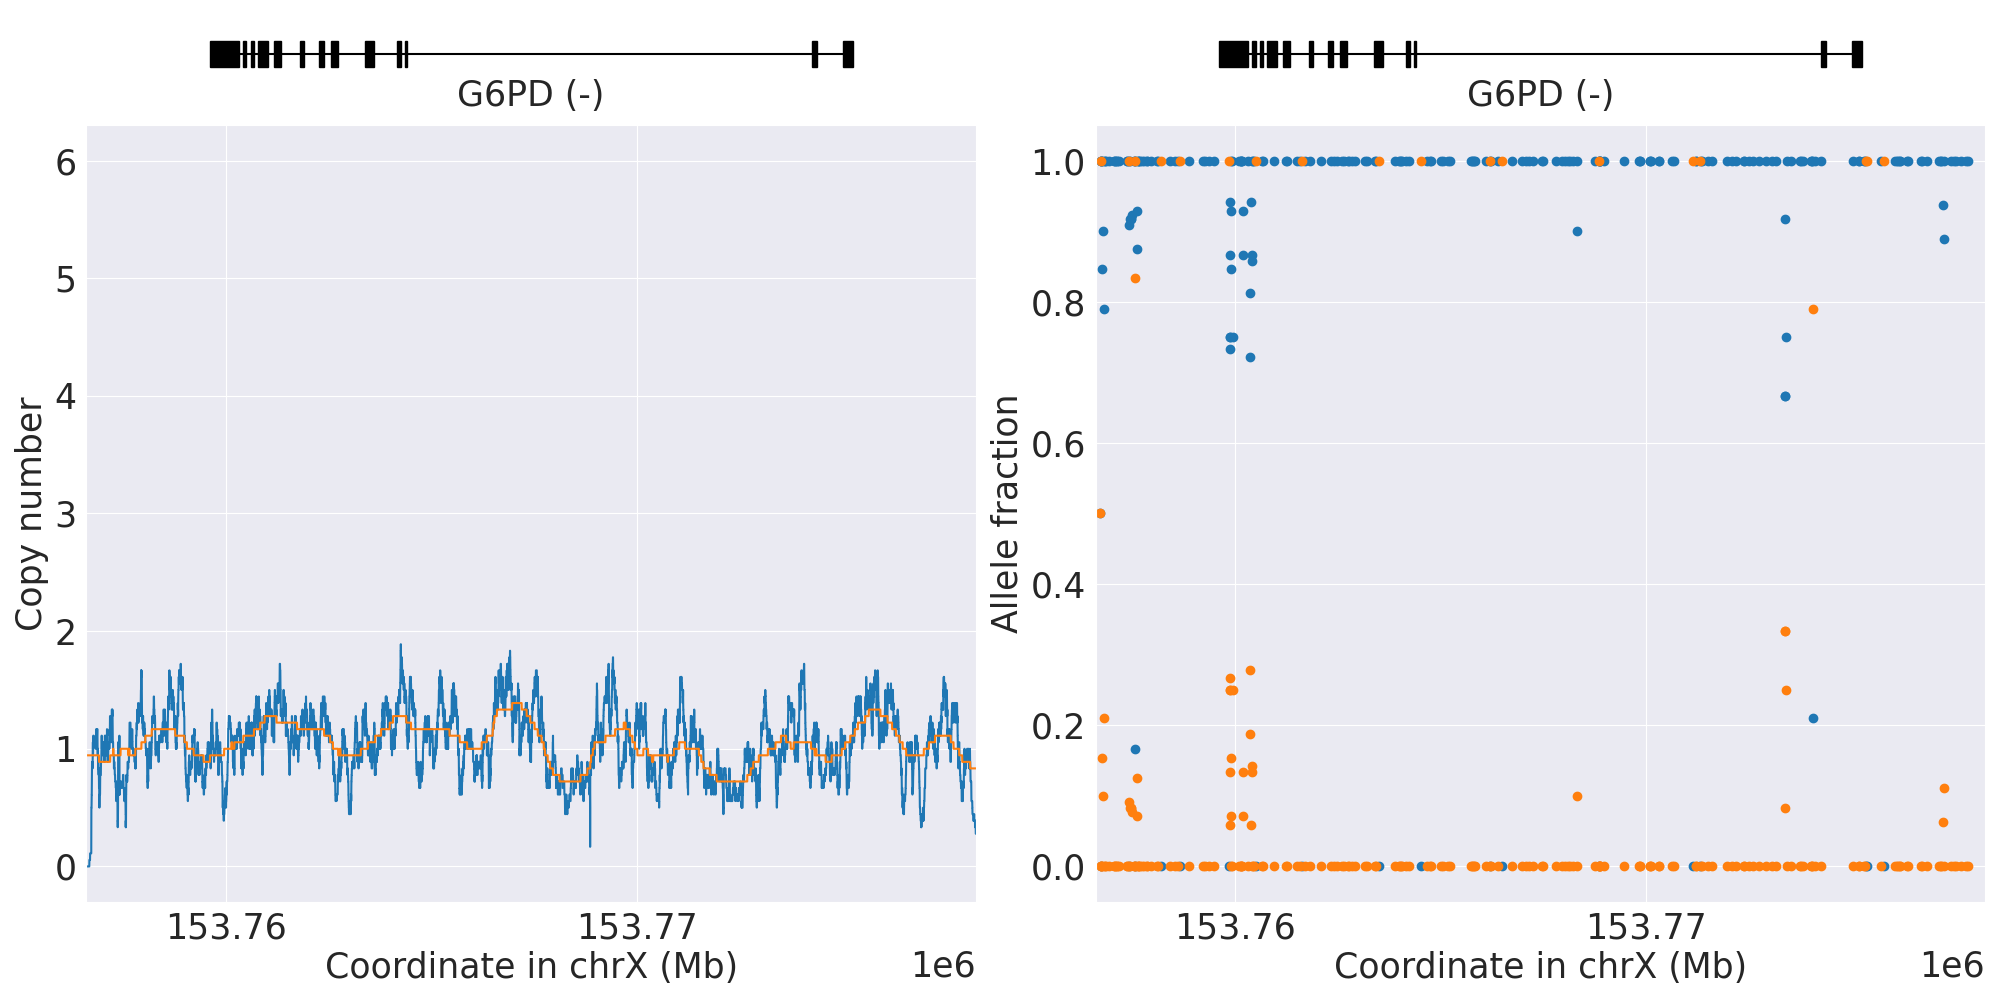 G6PD (-)
6
5
4
3
2
1
0
Copy number
153.76
153.77
Coordinate in chrX (Mb)
1e6
G6PD (-)
1.0
0.8
0.6
0.4
0.2
0.0
Allele fraction
153.76
153.77
Coordinate in chrX (Mb)
1e6